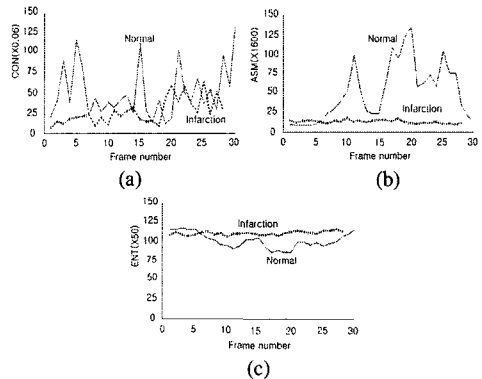 CON(X0.06)
150
125
100
75
50
25
0
Normal
Infarction
0 5 10 15 20 25 30
Frame number
(a)
ASM(X1600)
150
125
100
75
50
25
0
Normal
Infarction
0 5 10 15 20 25 30
Frame number
(b)
ENT(X50)
150
125
100
75
50
25
0
Infarction
Normal
0 5 10 15 20 25 30
Frame number
(c)